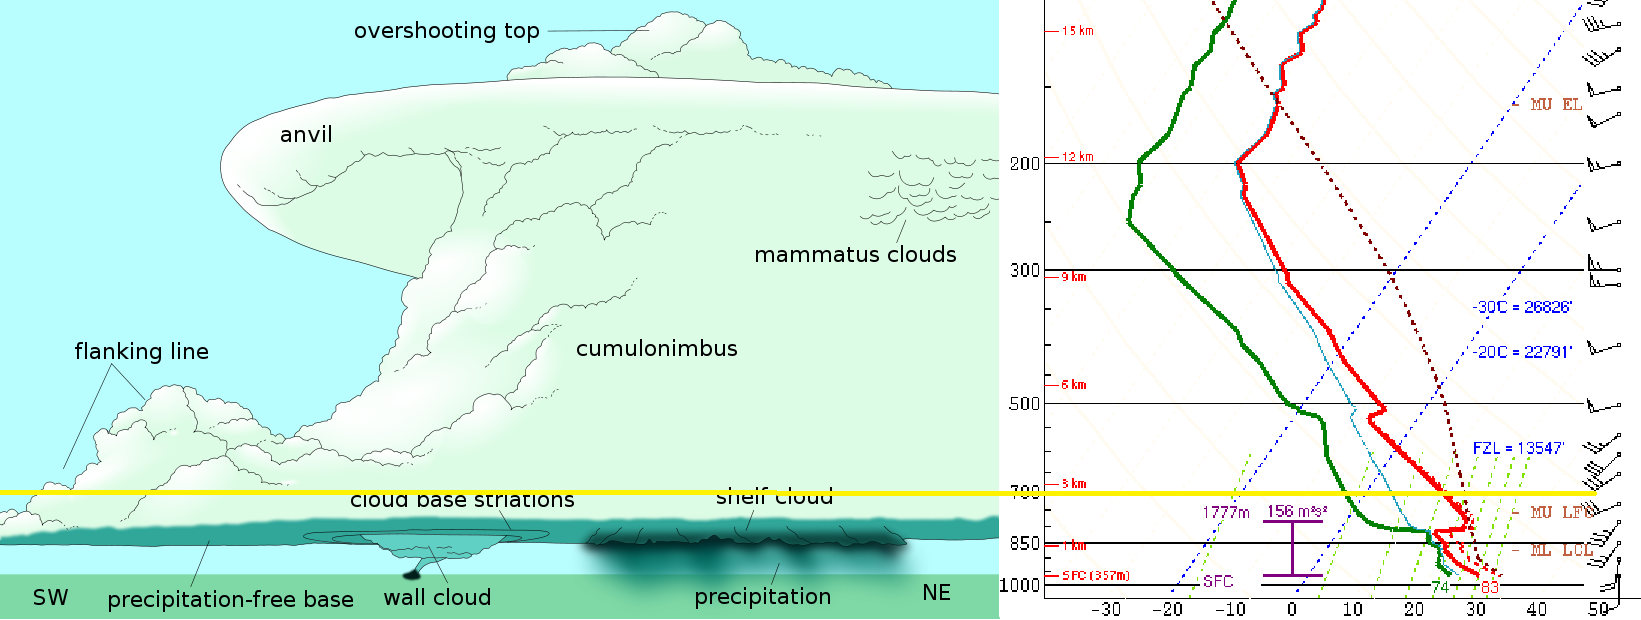 overshooting top
anvil
mammatus clouds
flanking line
cumulonimbus
cloud base striations
shelf cloud
SW
precipitation-free base
wall cloud
precipitation
NE
15 km
- MU EL
200
12 km
300
9 km
-30C = 26826'
-20C = 22791'
6 km
500
FZL = 13547'
3 km
700
1777m
156 m²s²
- MU LFC
850
1 km
- ML LCL
SFC (357m)
SFC
1000
74
83
-30 -20 -10 0 10 20 30 40 50